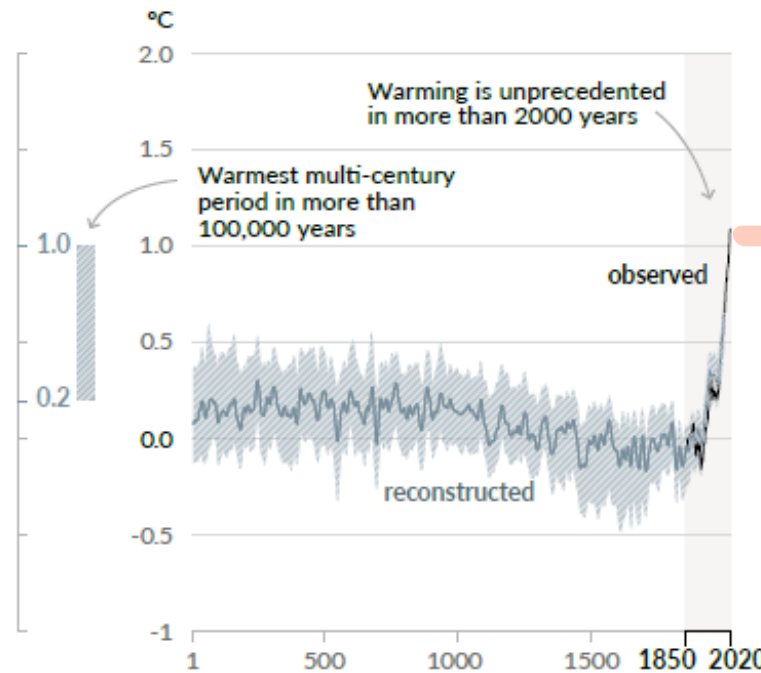 °C
2.0
Warming is unprecedented
in more than 2000 years
1.5
Warmest multi-century
period in more than
100,000 years
1.0
1.0
observed
0.5
0.2
0.0
reconstructed
-0.5
-1
1 500 1000 1500 1850 2020